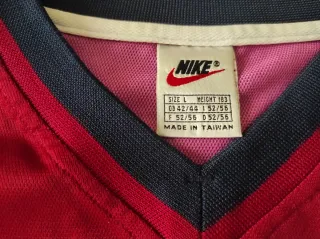 NIKE®
SIZE L HEIGHT 183
GB 42/44 I 52/56
F 52/56 D 52/56
MADE IN TAIWAN